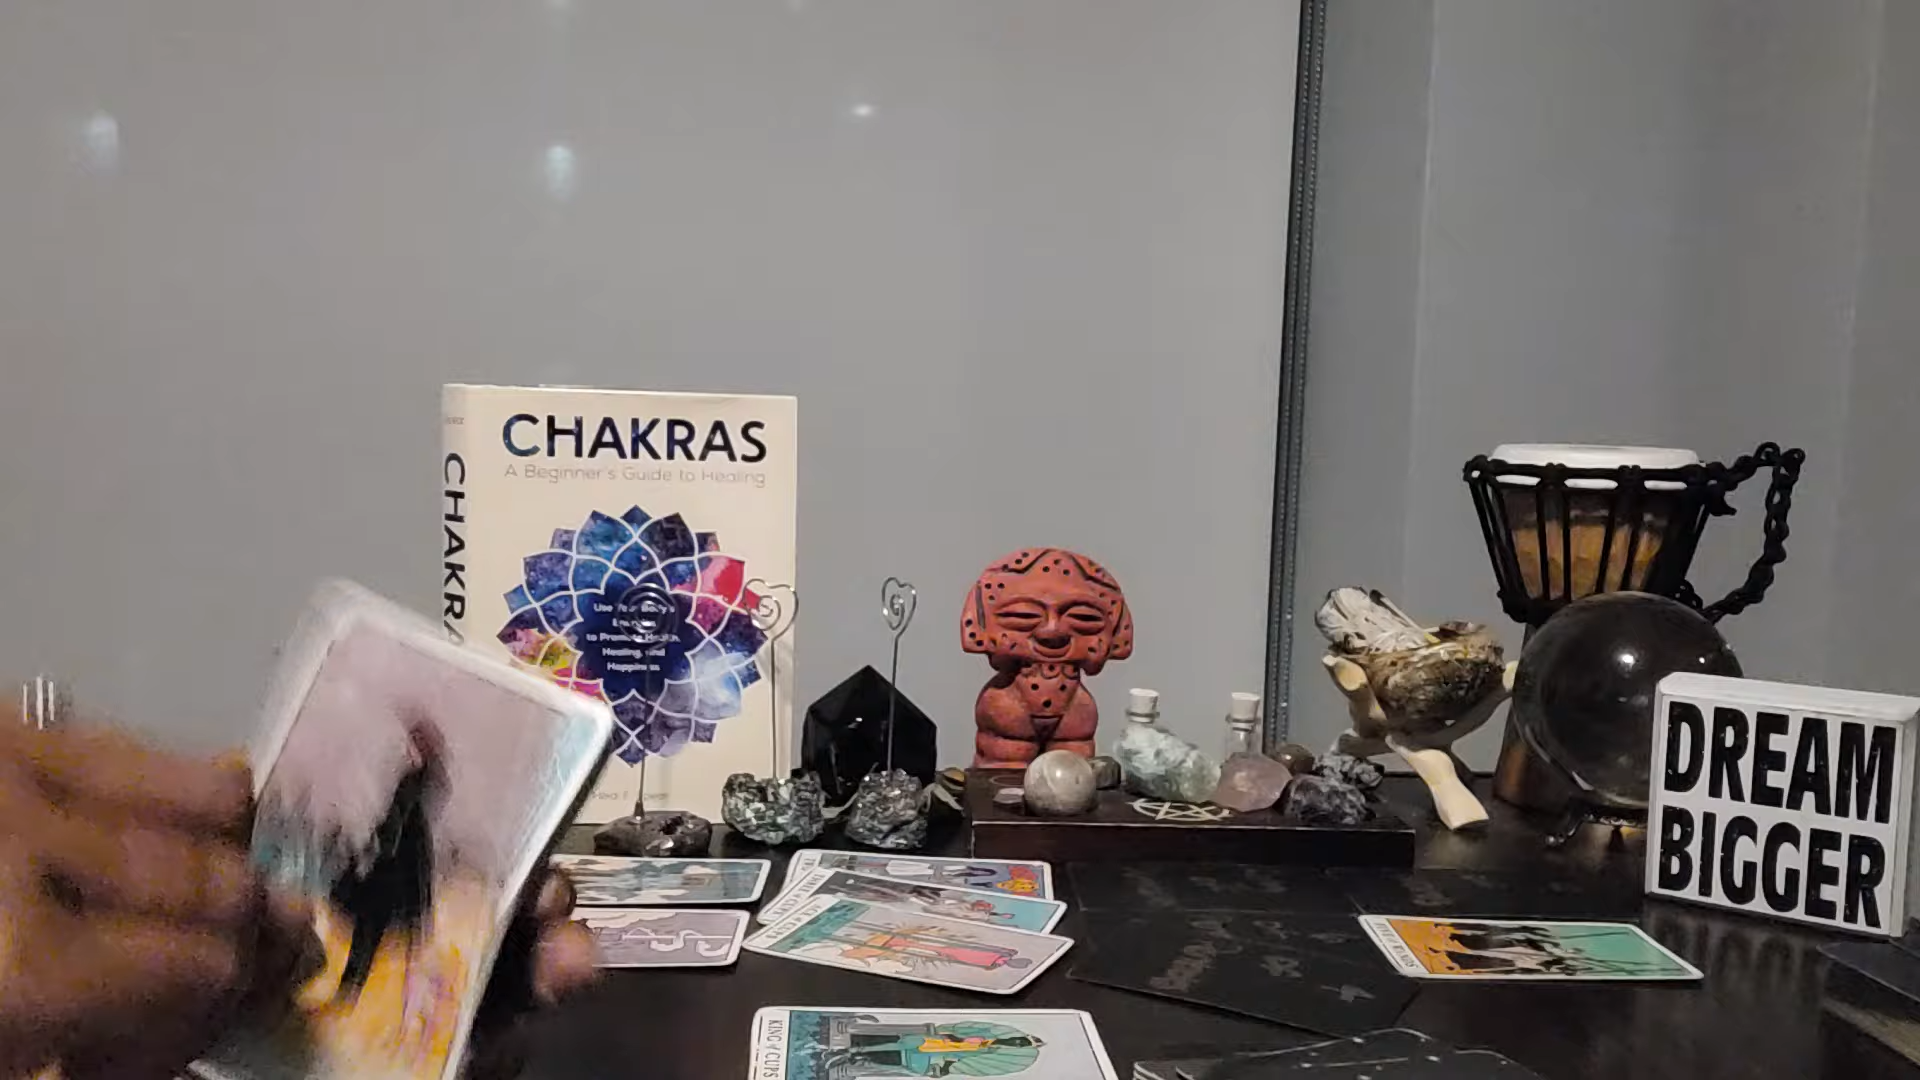 CHAKRAS
A Beginner's Guide to Healing
CHAKRA
Use Your Body's
Energies
to Promote Health,
Healing, and
Happiness
DREAM
BIGGER
KING of CUPS